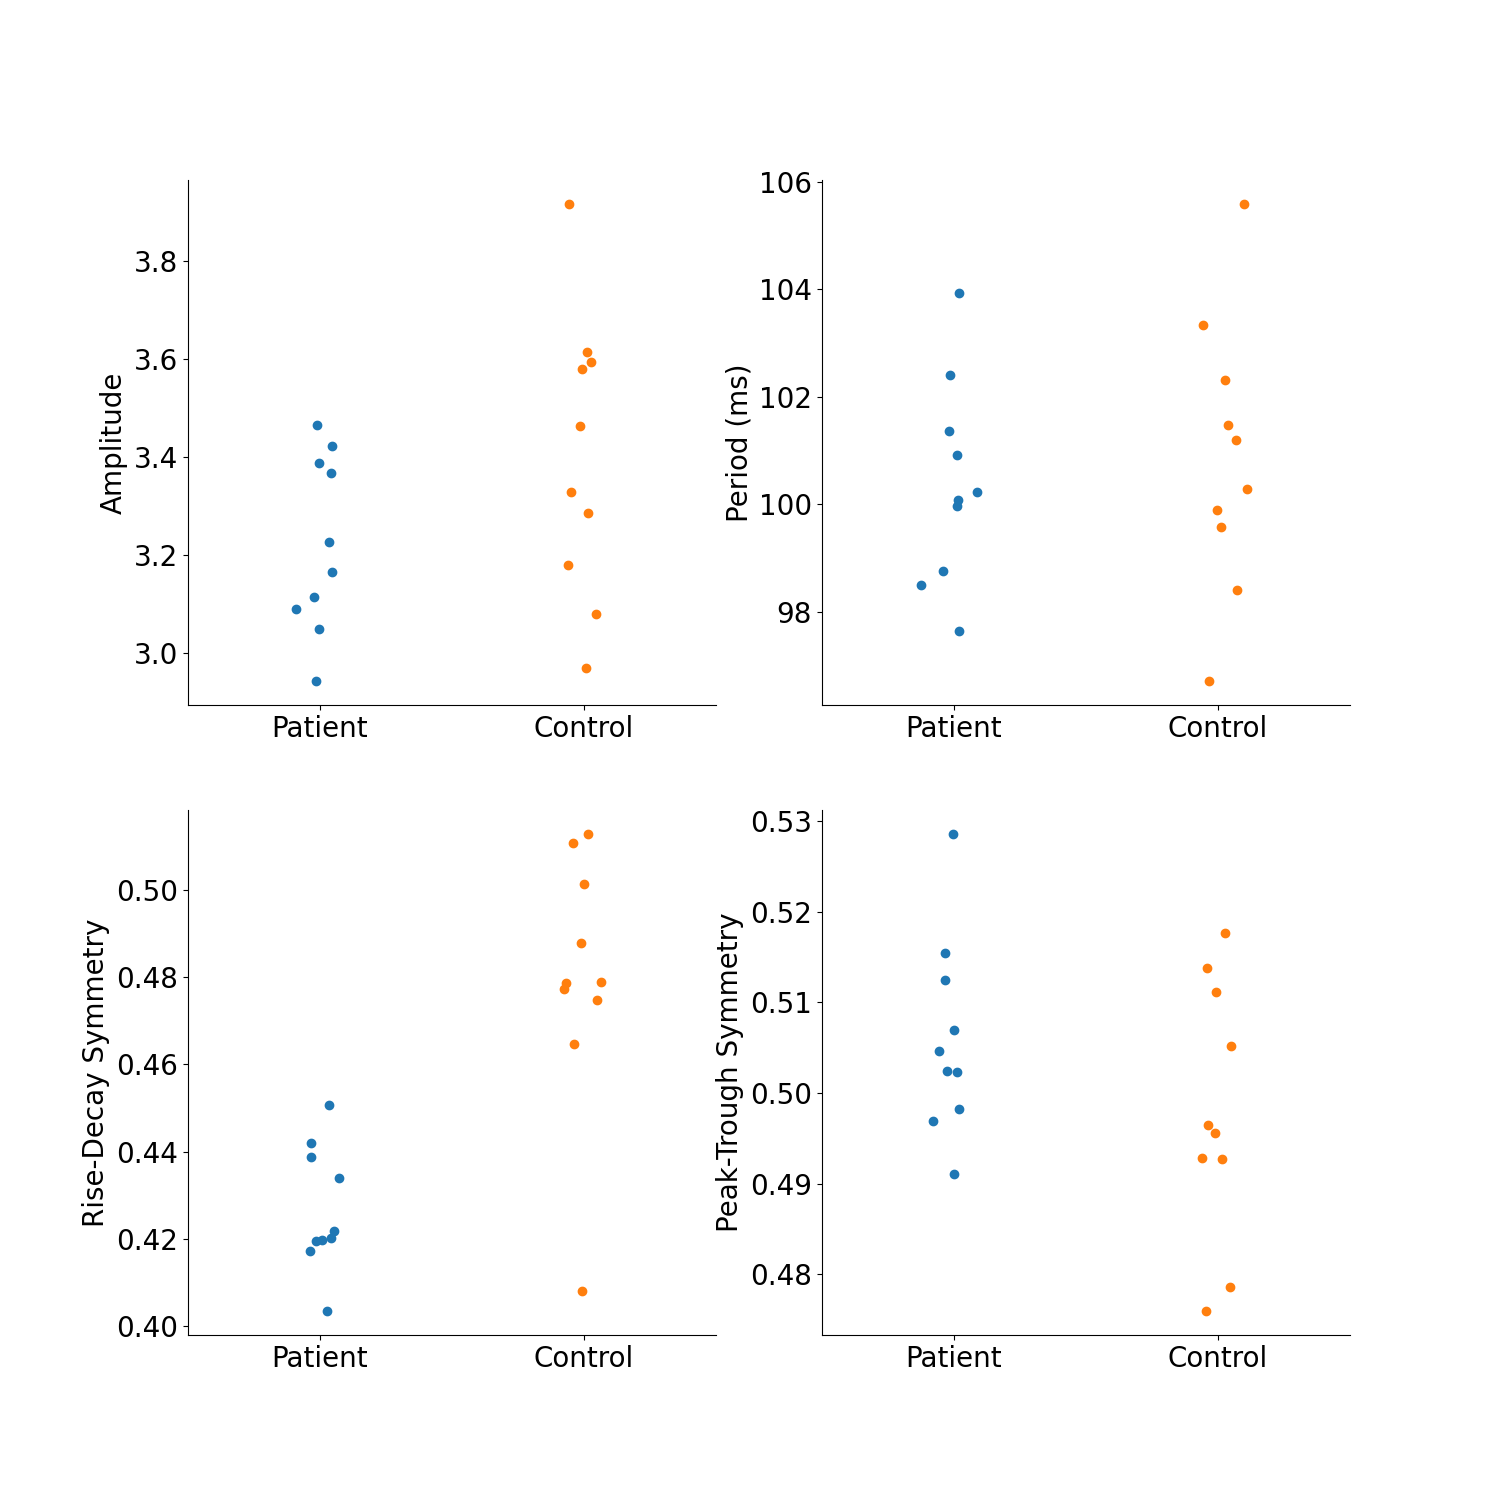 Amplitude
3.8
3.6
3.4
3.2
3.0
Patient
Control
Period (ms)
106
104
102
100
98
Patient
Control
Rise-Decay Symmetry
0.50
0.48
0.46
0.44
0.42
0.40
Patient
Control
Peak-Trough Symmetry
0.53
0.52
0.51
0.50
0.49
0.48
Patient
Control